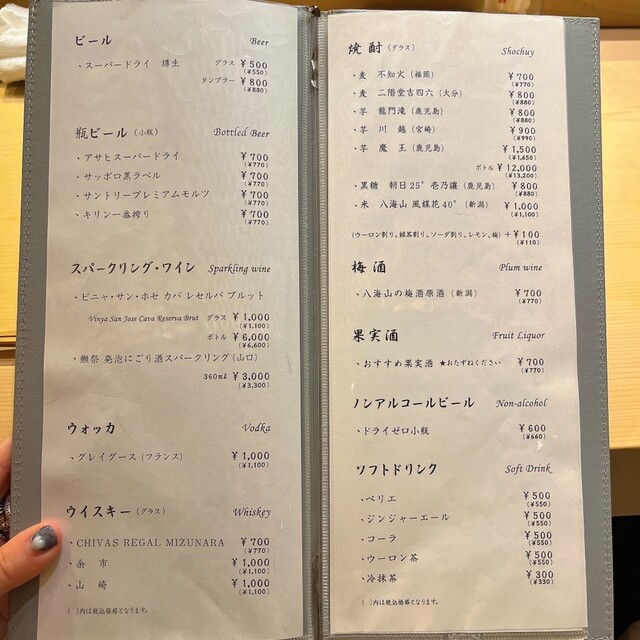 ビール Beer
・スーパードライ 樽生 グラス ¥500
(¥550)
タンブラー ¥800
(¥880)
瓶ビール(小瓶) Bottled Beer
・アサヒスーパードライ ¥700
(¥770)
・サッポロ黒ラベル ¥700
(¥770)
・サントリープレミアムモルツ ¥700
(¥770)
・キリン一番搾り ¥700
(¥770)
スパークリング・ワイン Sparkling wine
・ビニャ・サン・ホセ カバ レセルバ ブルット
Vinya San Jose Cava Reserva Brut グラス ¥1,000
(¥1,100)
ボトル ¥6,000
(¥6,600)
・獺祭 発泡にごり酒スパークリング(山口)
360ml ¥3,000
(¥3,300)
ウォッカ Vodka
・グレイグース(フランス) ¥1,000
(¥1,100)
ウイスキー(グラス) Whiskey
・CHIVAS REGAL MIZUNARA ¥700
(¥770)
・余 市 ¥1,000
(¥1,100)
・山 崎 ¥1,000
(¥1,100)
( )内は税込価格となります。
焼酎(グラス) Shochuy
・麦 不知火(福岡) ¥700
(¥770)
・麦 二階堂吉四六(大分) ¥800
(¥880)
・芋 龍門滝(鹿児島) ¥800
(¥880)
・芋 川 越(宮崎) ¥900
(¥990)
・芋 魔 王(鹿児島) ¥1,500
(¥1,650)
ボトル ¥12,000
(¥13,200)
・黒糖 朝日25° 壱乃醸(鹿児島) ¥800
(¥880)
・米 八海山 風媒花40°(新潟) ¥1,000
(¥1,100)
(ウーロン割り、緑茶割り、ソーダ割り、レモン、梅) +¥100
(¥110)
梅酒 Plum wine
・八海山の梅酒原酒(新潟) ¥700
(¥770)
果実酒 Fruit Liquor
・おすすめ果実酒 ★おたずねください ¥700
(¥770)
ノンアルコールビール Non-alcohol
・ドライゼロ小瓶 ¥600
(¥660)
ソフトドリンク Soft Drink
・ペリエ ¥500
(¥550)
・ジンジャーエール ¥500
(¥550)
・コーラ ¥500
(¥550)
・ウーロン茶 ¥500
(¥550)
・冷抹茶 ¥300
(¥330)
( )内は税込価格となります。